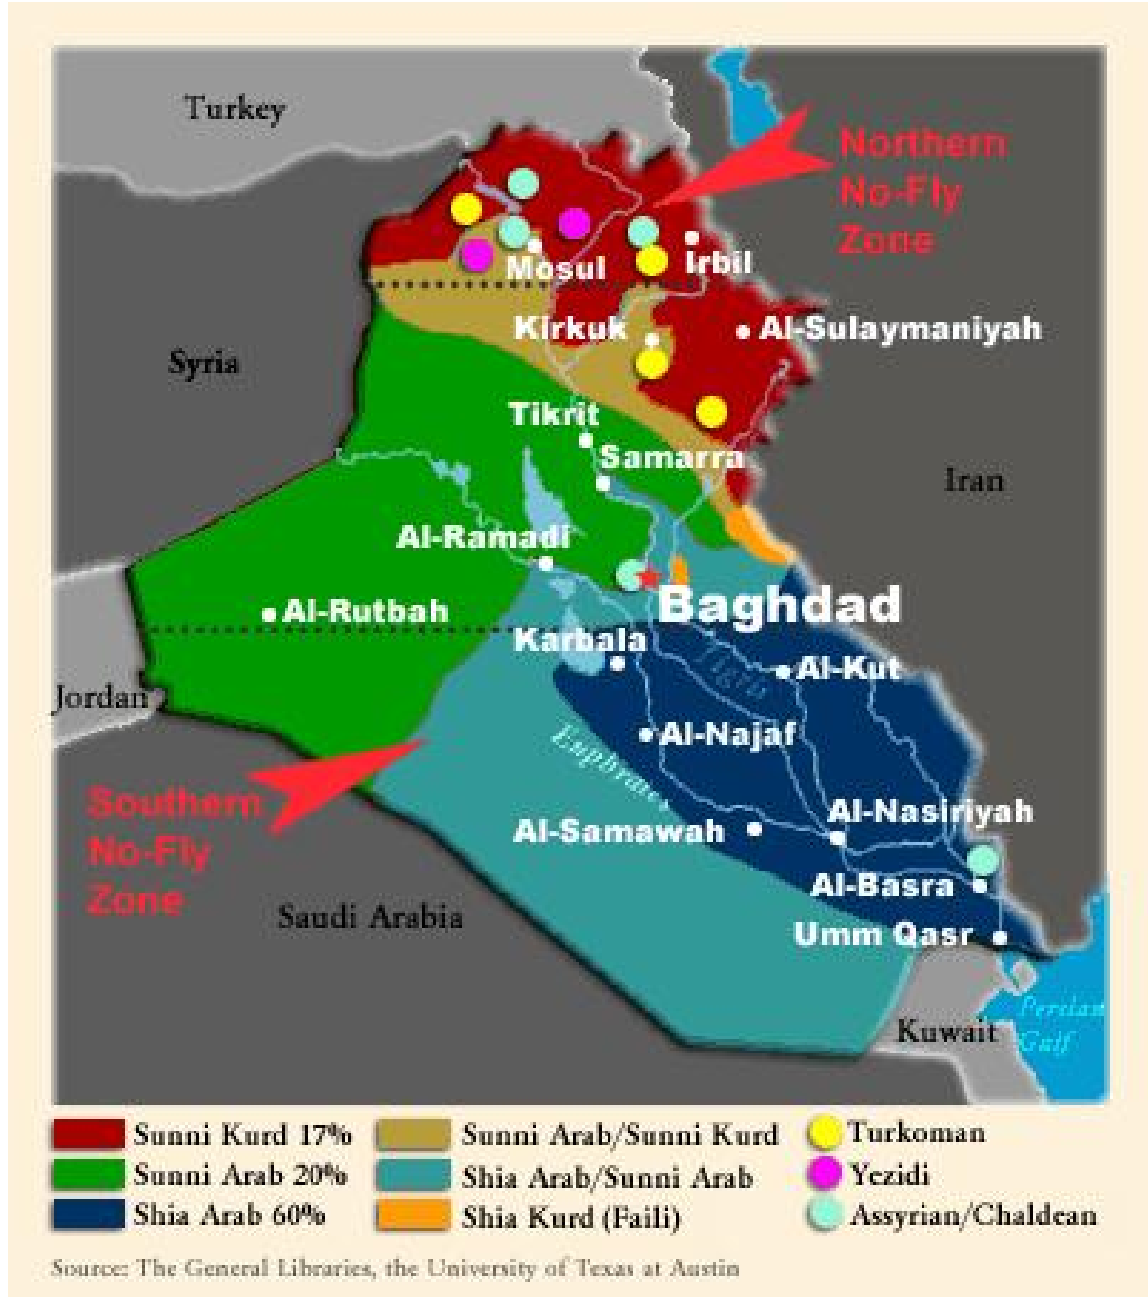 Turkey
Northern
No-Fly
Zone
Mosul
Irbil
Kirkuk
Al-Sulaymaniyah
Syria
Tikrit
Samarra
Iran
Al-Ramadi
Baghdad
Al-Rutbah
Karbala
Tigris
Al-Kut
Jordan
Al-Najaf
Euphrates
Southern
No-Fly
Zone
Al-Nasiriyah
Al-Samawah
Al-Basra
Saudi Arabia
Umm Qasr
Persian
Gulf
Kuwait
Sunni Kurd 17%
Sunni Arab/Sunni Kurd
Turkoman
Sunni Arab 20%
Shia Arab/Sunni Arab
Yezidi
Shia Arab 60%
Shia Kurd (Faili)
Assyrian/Chaldean
Source: The General Libraries, the University of Texas at Austin